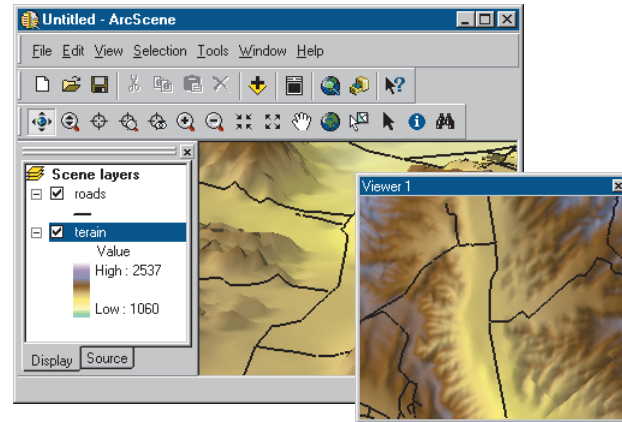 Untitled - ArcScene
File Edit View Selection Tools Window Help
Scene layers
roads
terain
Value
High : 2537
Low : 1060
Display Source
Viewer 1